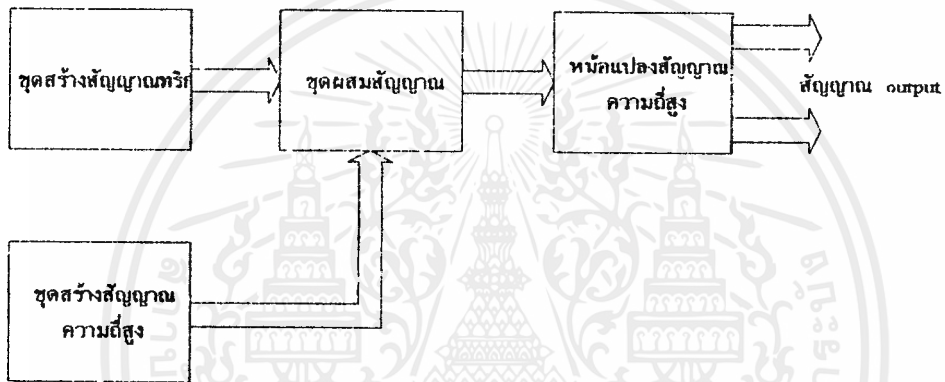 ชุดสร้างสัญญาณทริก
ชุดผสมสัญญาณ
หม้อแปลงสัญญาณ
ความถี่สูง
สัญญาณ output
ชุดสร้างสัญญาณ
ความถี่สูง